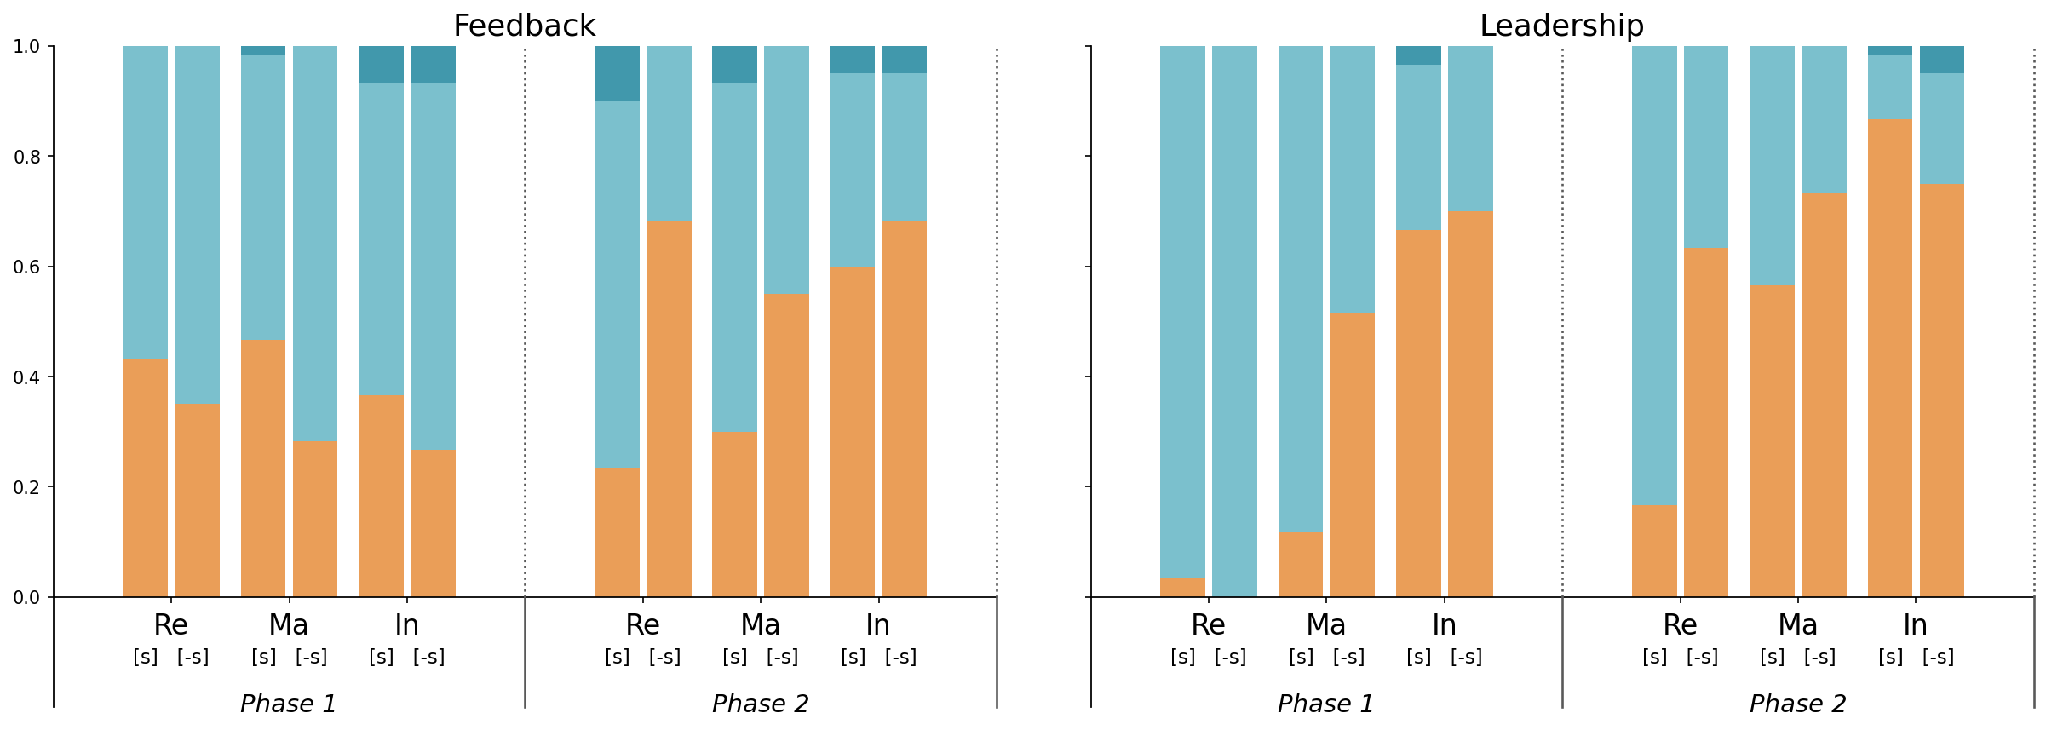 Feedback Leadership
1.0
0.8
0.6
0.4
0.2
0.0
Re Ma In Re Ma In Re Ma In Re Ma In
[s] [-s] [s] [-s] [s] [-s] [s] [-s] [s] [-s] [s] [-s] [s] [-s] [s] [-s] [s] [-s] [s] [-s] [s] [-s] [s] [-s]
Phase 1 Phase 2 Phase 1 Phase 2